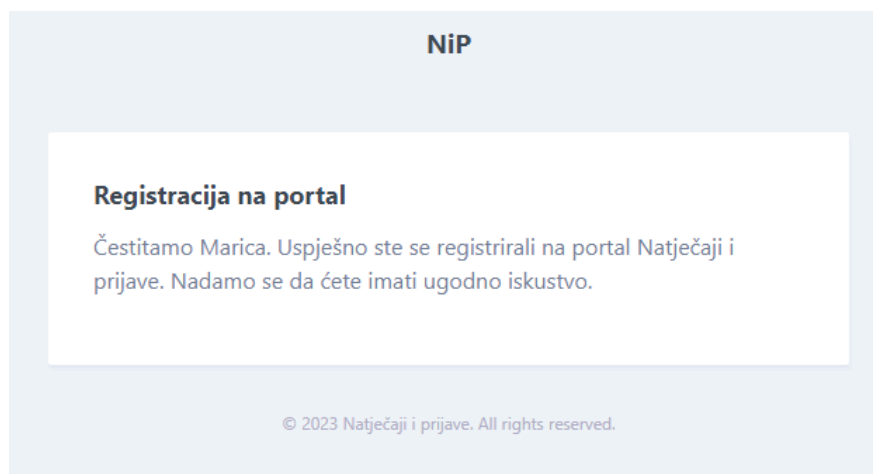 NiP
Registracija na portal
Čestitamo Marica. Uspješno ste se registrirali na portal Natječaji i
prijave. Nadamo se da ćete imati ugodno iskustvo.
© 2023 Natječaji i prijave. All rights reserved.